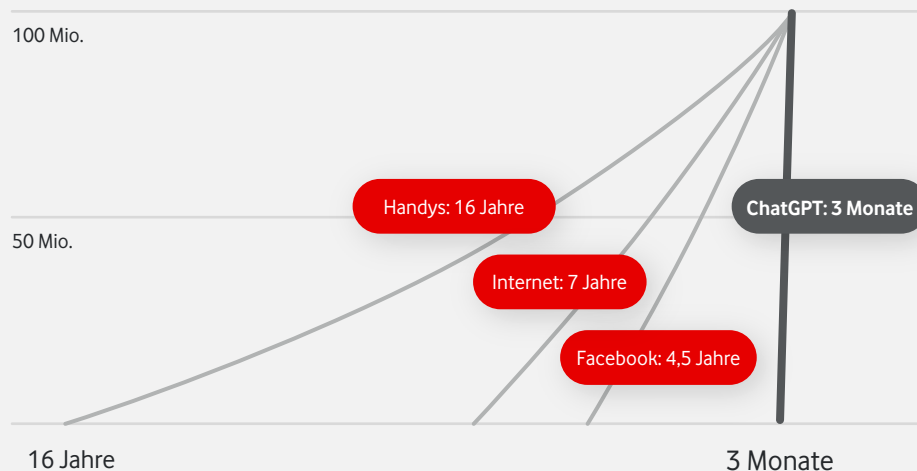 100 Mio.
Handys: 16 Jahre
ChatGPT: 3 Monate
50 Mio.
Internet: 7 Jahre
Facebook: 4,5 Jahre
16 Jahre
3 Monate